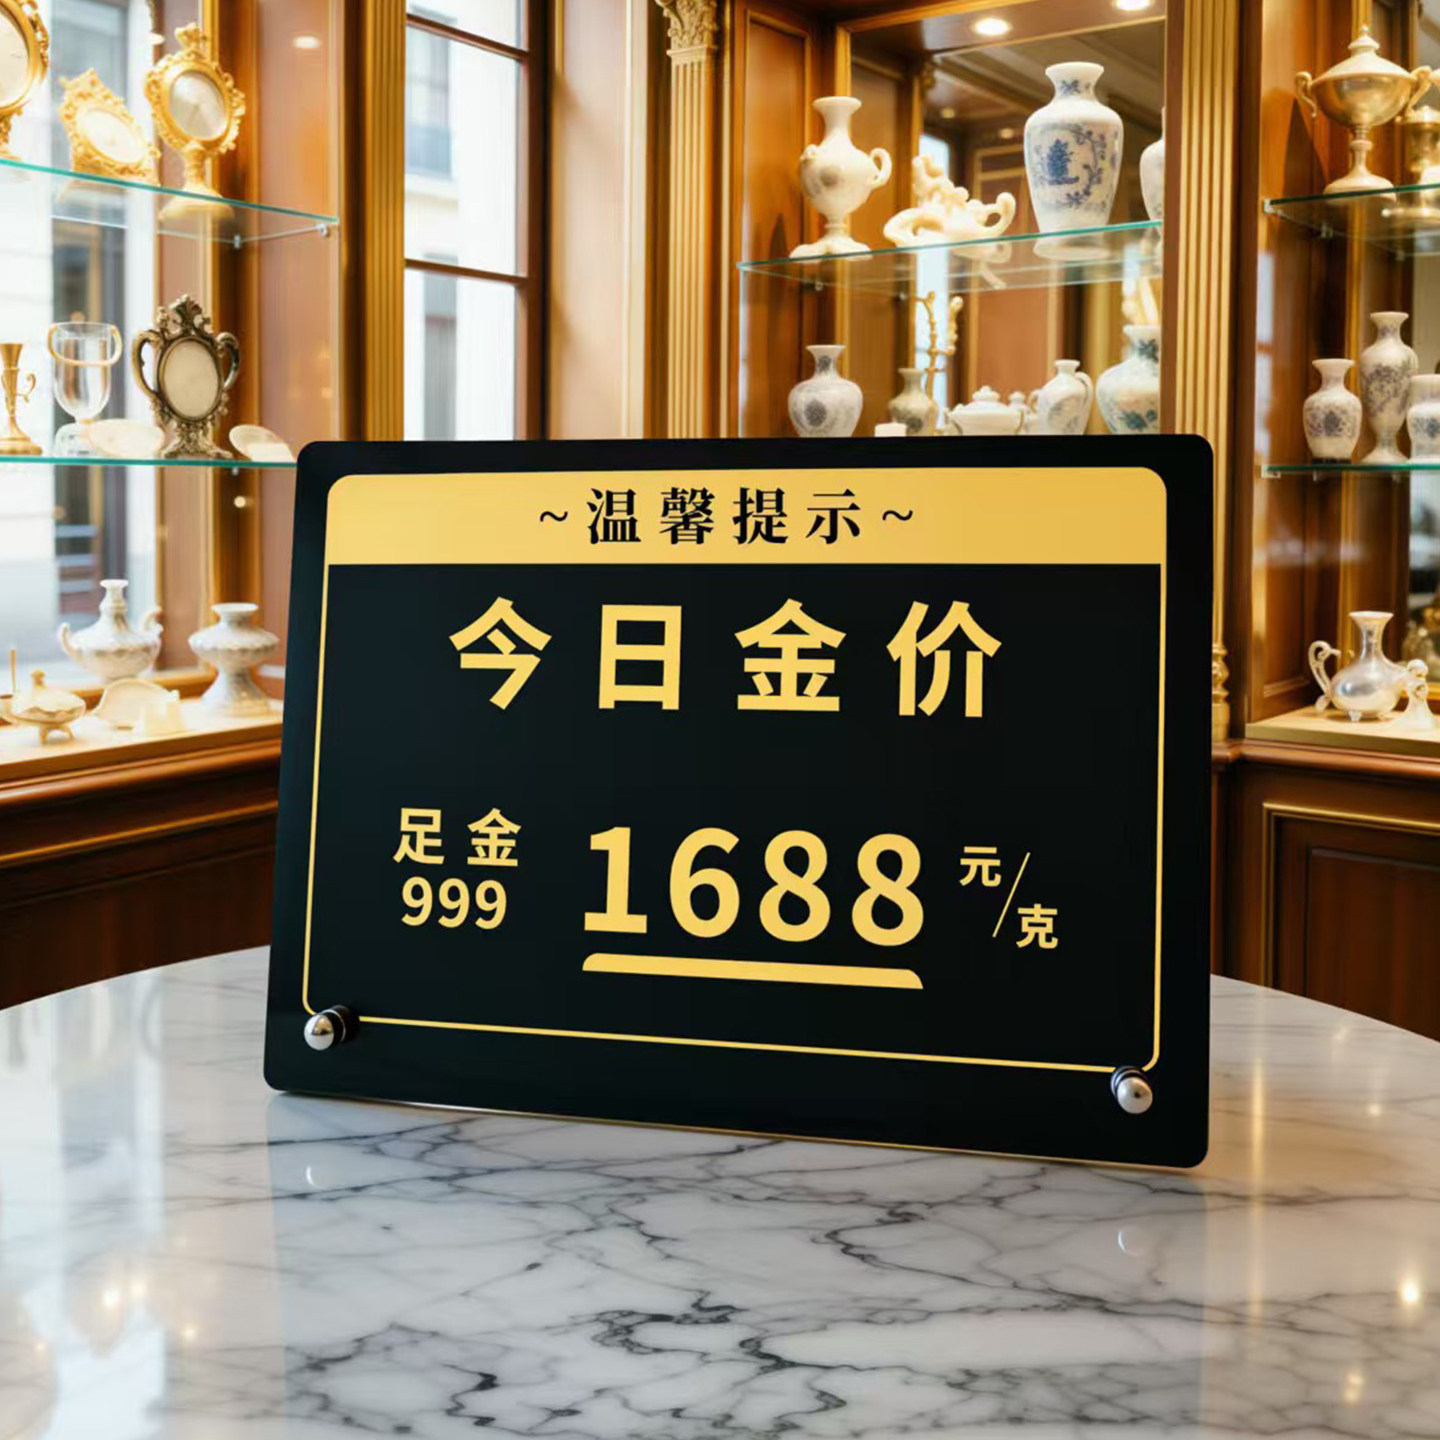 ~温馨提示~
今日金价
足金
999
1688
元/克